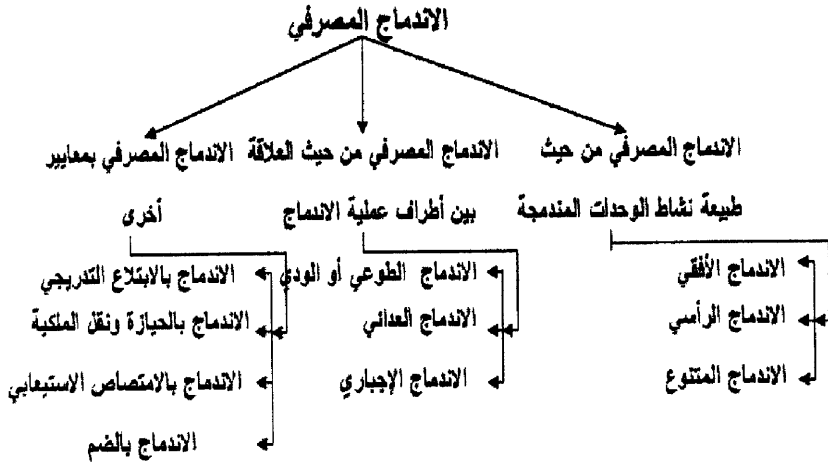 الاندماج المصرفي
الاندماج المصرفي من حيث
طبيعة نشاط الوحدات المندمجة
الاندماج الأفقي
الاندماج الرأسي
الاندماج المتنوع
الاندماج المصرفي من حيث العلاقة
بين أطراف عملية الاندماج
الاندماج الطوعي أو الودي
الاندماج العدائي
الاندماج الإجباري
الاندماج المصرفي بمعايير
أخرى
الاندماج بالابتلاع التدريجي
الاندماج بالحيازة ونقل الملكية
الاندماج بالامتصاص الاستيعابي
الاندماج بالضم